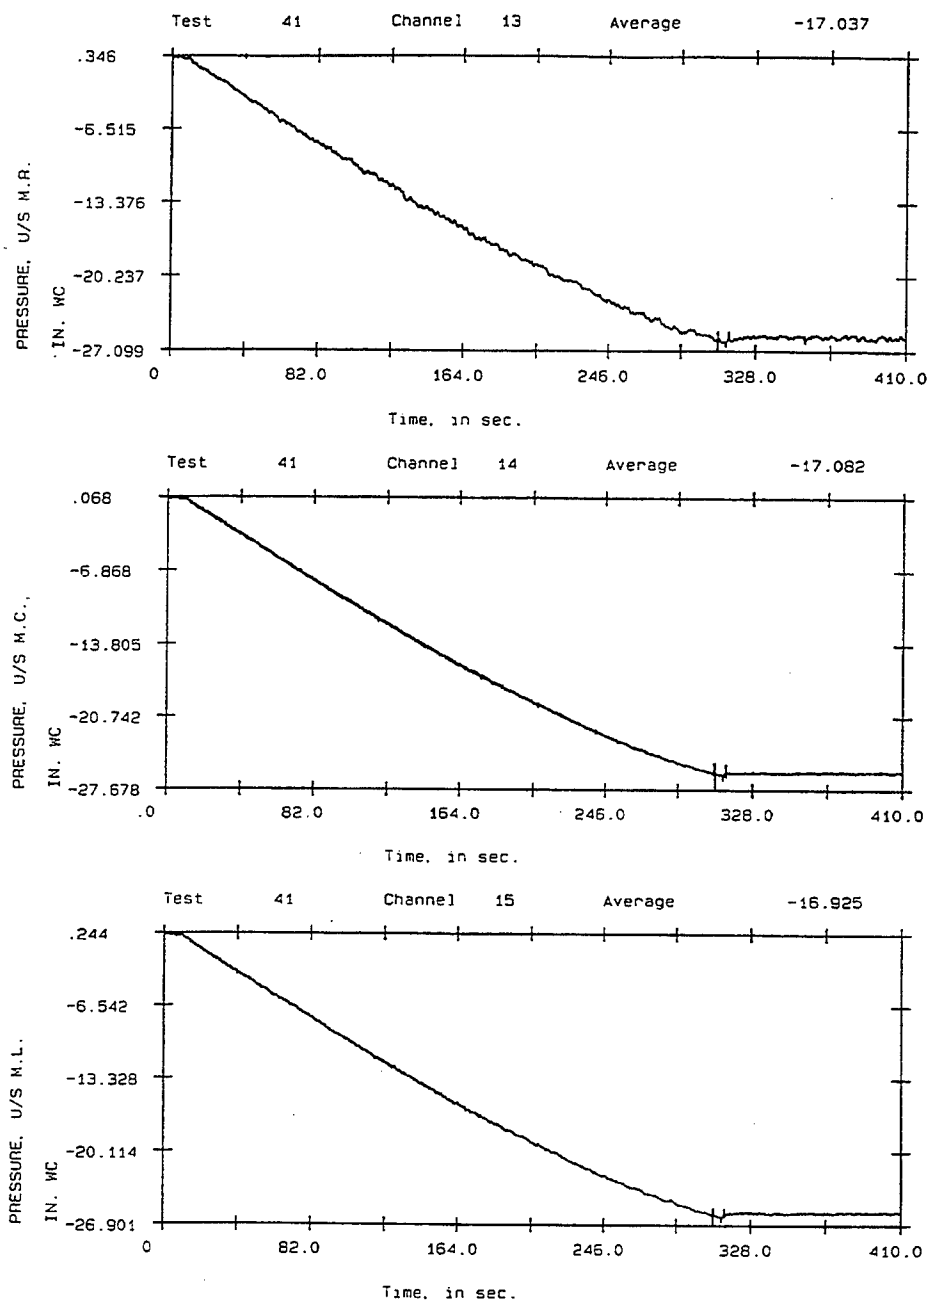 Test 41 Channel 13 Average -17.037
.346
-6.515
-13.376
-20.237
-27.099
PRESSURE, U/S M.R.
IN. WC
0 82.0 164.0 246.0 328.0 410.0
Time, in sec.
Test 41 Channel 14 Average -17.082
.068
-6.868
-13.805
-20.742
-27.678
PRESSURE, U/S M.C.,
IN. WC
.0 82.0 164.0 246.0 328.0 410.0
Time, in sec.
Test 41 Channel 15 Average -16.925
.244
-6.542
-13.328
-20.114
-26.901
PRESSURE, U/S M.L.
IN. WC
0 82.0 164.0 246.0 328.0 410.0
Time, in sec.